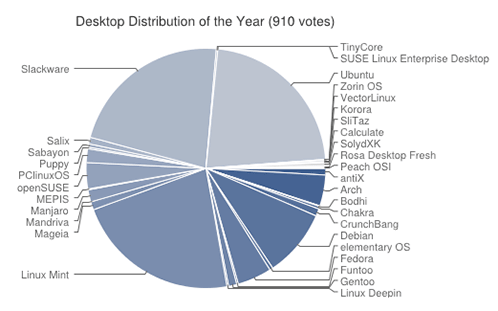 Desktop Distribution of the Year (910 votes)
TinyCore
SUSE Linux Enterprise Desktop
Ubuntu
Zorin OS
VectorLinux
Korora
SliTaz
Calculate
SolydXK
Rosa Desktop Fresh
Peach OSI
antiX
Arch
Bodhi
Chakra
CrunchBang
Debian
elementary OS
Fedora
Funtoo
Gentoo
Linux Deepin
Slackware
Salix
Sabayon
Puppy
PClinuxOS
openSUSE
MEPIS
Manjaro
Mandriva
Mageia
Linux Mint